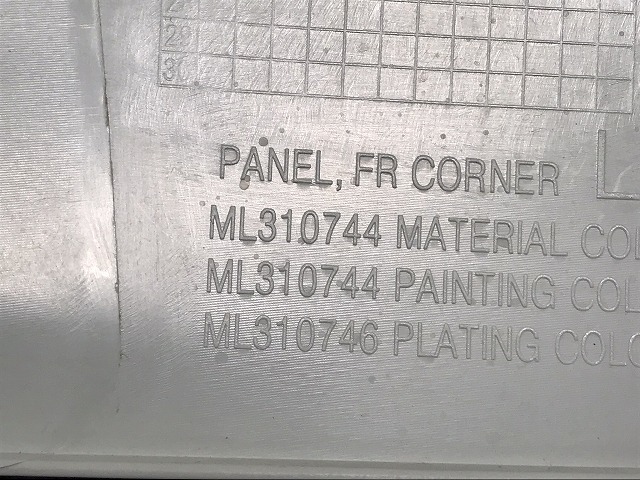 29
30
PANEL, FR CORNER L
ML310744 MATERIAL
ML310744 PAINTING
ML310746 PLATING